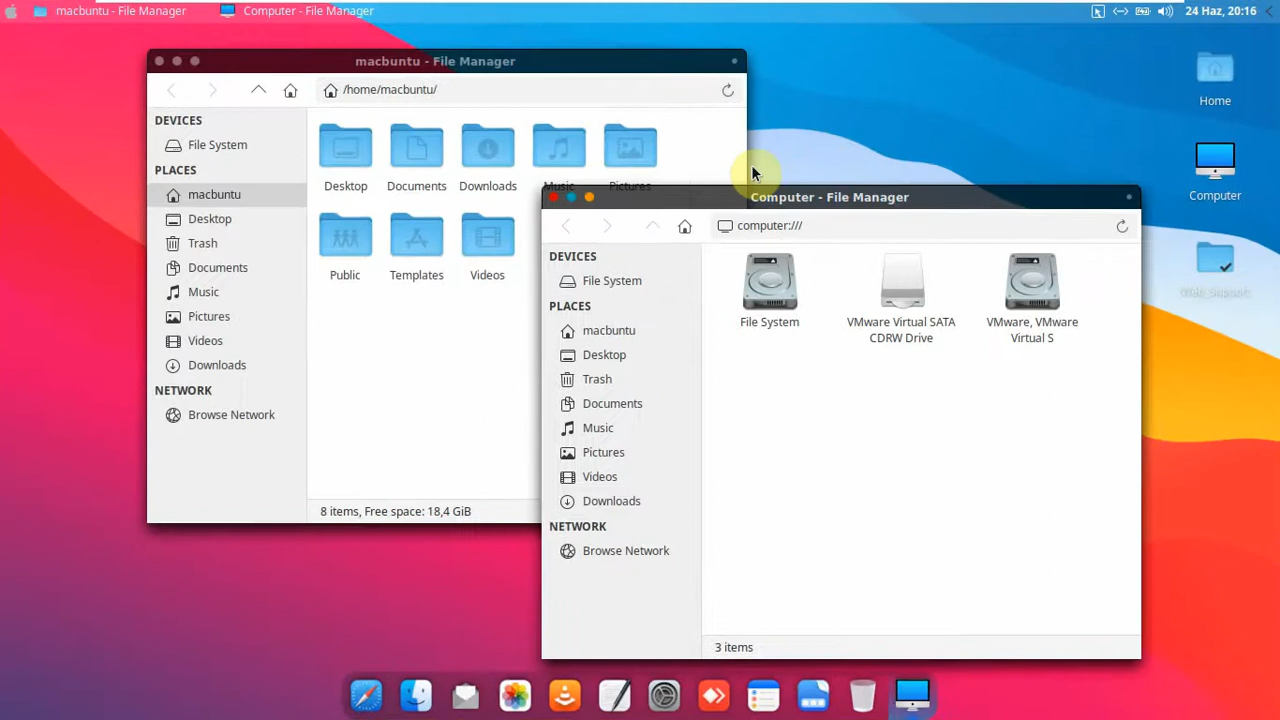 macbuntu - File Manager
Computer - File Manager
24 Haz, 20:16
macbuntu - File Manager
/home/macbuntu/
DEVICES
File System
PLACES
macbuntu
Desktop
Trash
Documents
Music
Pictures
Videos
Downloads
NETWORK
Browse Network
Desktop
Documents
Downloads
Music
Pictures
Public
Templates
Videos
8 items, Free space: 18,4 GiB
Computer - File Manager
computer:///
DEVICES
File System
PLACES
macbuntu
Desktop
Trash
Documents
Music
Pictures
Videos
Downloads
NETWORK
Browse Network
File System
VMware Virtual SATA
CDRW Drive
VMware, VMware
Virtual S
3 items
Home
Computer
Web_Support